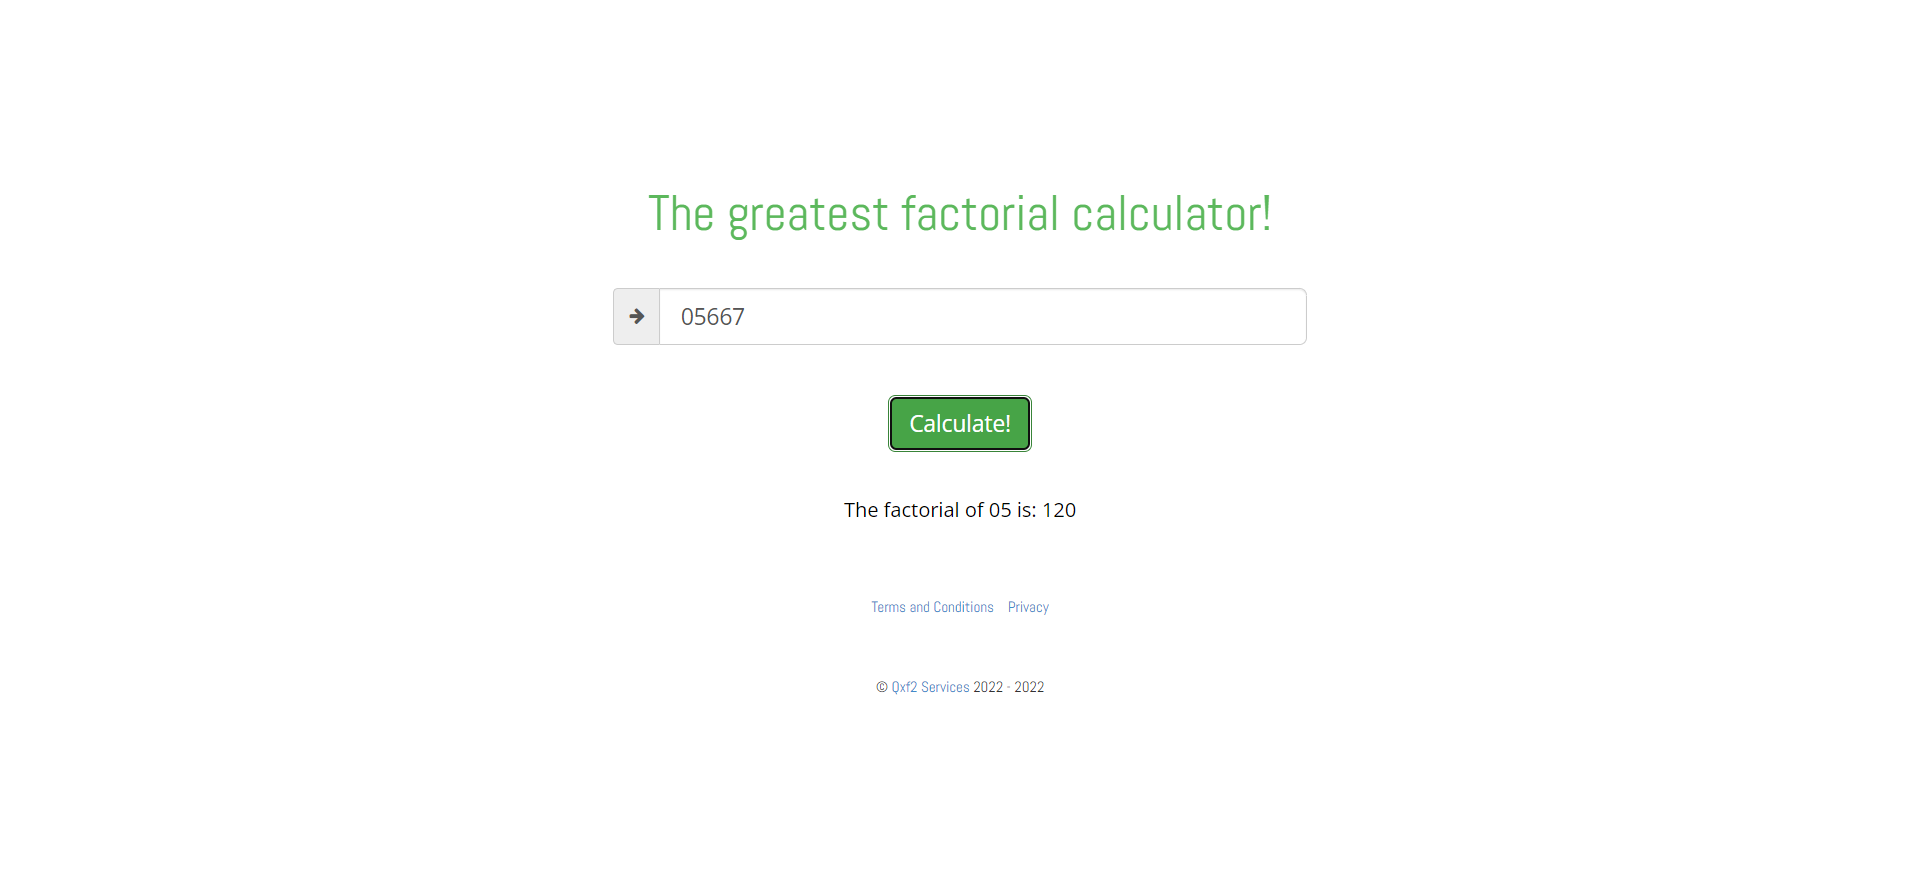 The greatest factorial calculator!
05667
Calculate!
The factorial of 05 is: 120
Terms and Conditions Privacy
© Qxf2 Services 2022 - 2022